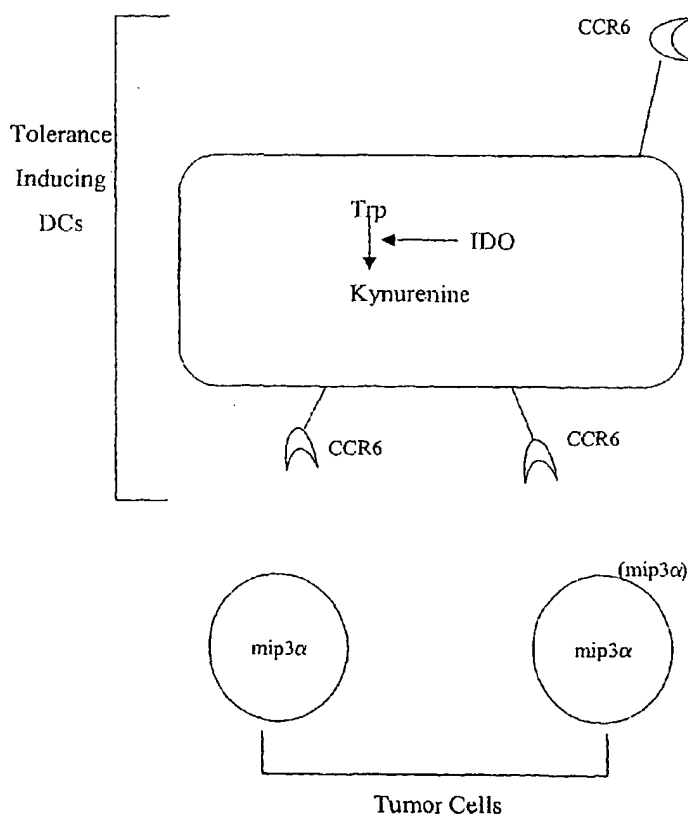 CCR6
Tolerance
Inducing
DCs
Trp
IDO
Kynurenine
CCR6
CCR6
(mip3α)
mip3α
mip3α
Tumor Cells